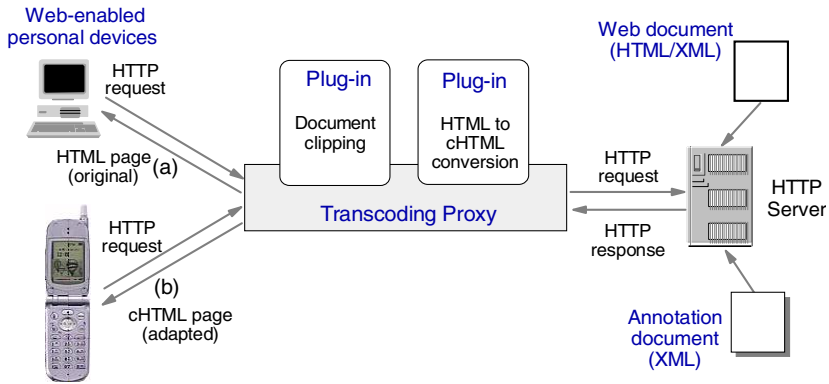 Web-enabled
personal devices
HTTP
request
HTML page
(original)
(a)
HTTP
request
(b)
cHTML page
(adapted)
Plug-in
Document
clipping
Plug-in
HTML to
cHTML
conversion
Transcoding Proxy
HTTP
request
HTTP
response
Web document
(HTML/XML)
HTTP
Server
Annotation
document
(XML)